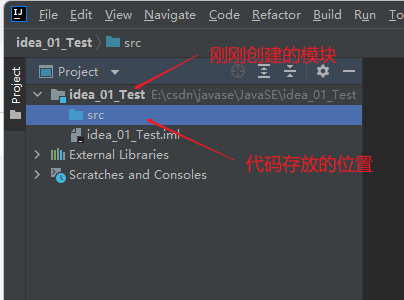 IJ File Edit View Navigate Code Refactor Build Run To
idea_01_Test src
刚刚创建的模块
Project
Project
idea_01_Test E:\csdn\javase\JavaSE\idea_01_Test
src
idea_01_Test.iml
External Libraries
代码存放的位置
Scratches and Consoles